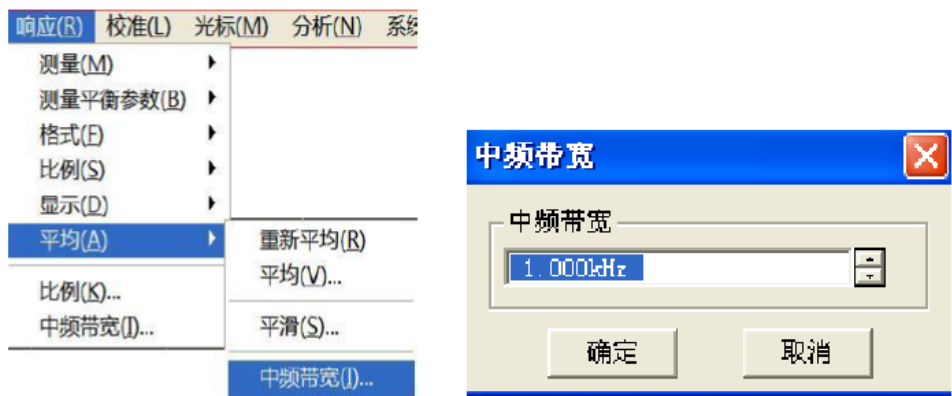 响应(R) 校准(L) 光标(M) 分析(N) 系统
测量(M)
测量平衡参数(B)
格式(F)
比例(S)
显示(D)
平均(A)
比例(K)...
中频带宽(I)...
重新平均(R)
平均(V)...
平滑(S)...
中频带宽(I)...
中频带宽
中频带宽
1.000kHz
确定 取消